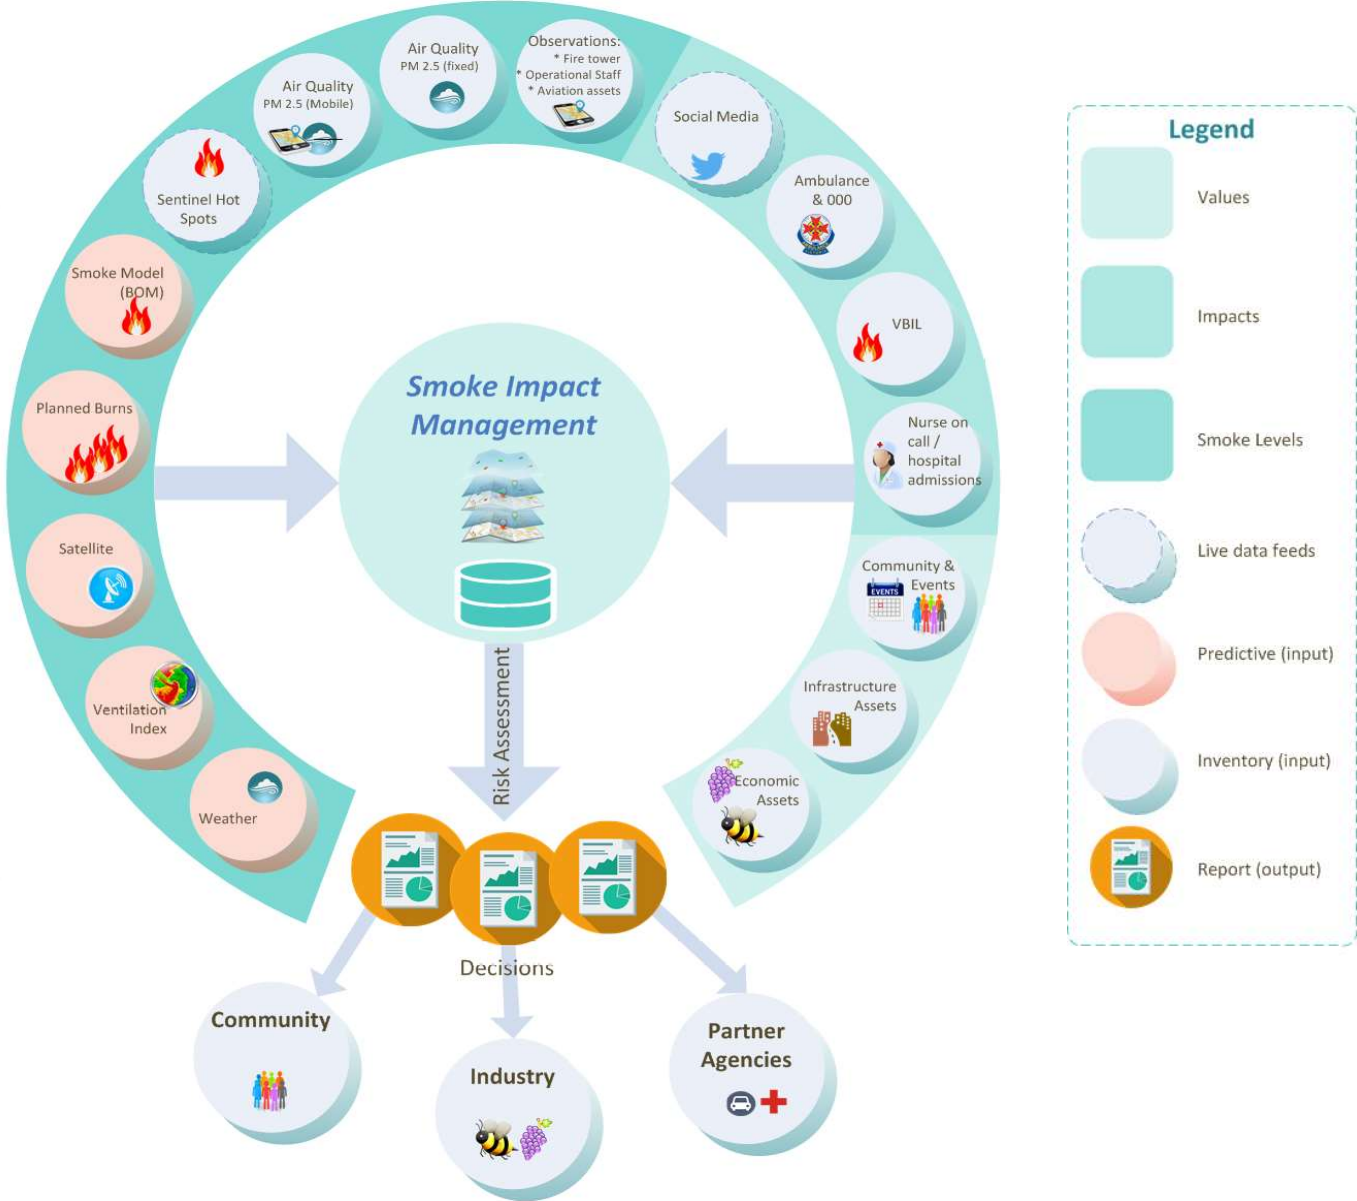 Observations:
* Fire tower
* Operational Staff
* Aviation assets
Air Quality
PM 2.5 (fixed)
Air Quality
PM 2.5 (Mobile)
Sentinel Hot
Spots
Smoke Model
(BOM)
Planned Burns
Satellite
Ventilation
Index
Weather
Social Media
Ambulance
& 000
VBIL
Nurse on
call /
hospital
admissions
Community &
Events
EVENTS
Infrastructure
Assets
Economic
Assets
Smoke Impact
Management
Risk Assessment
Decisions
Community
Industry
Partner
Agencies
Legend
Values
Impacts
Smoke Levels
Live data feeds
Predictive (input)
Inventory (input)
Report (output)